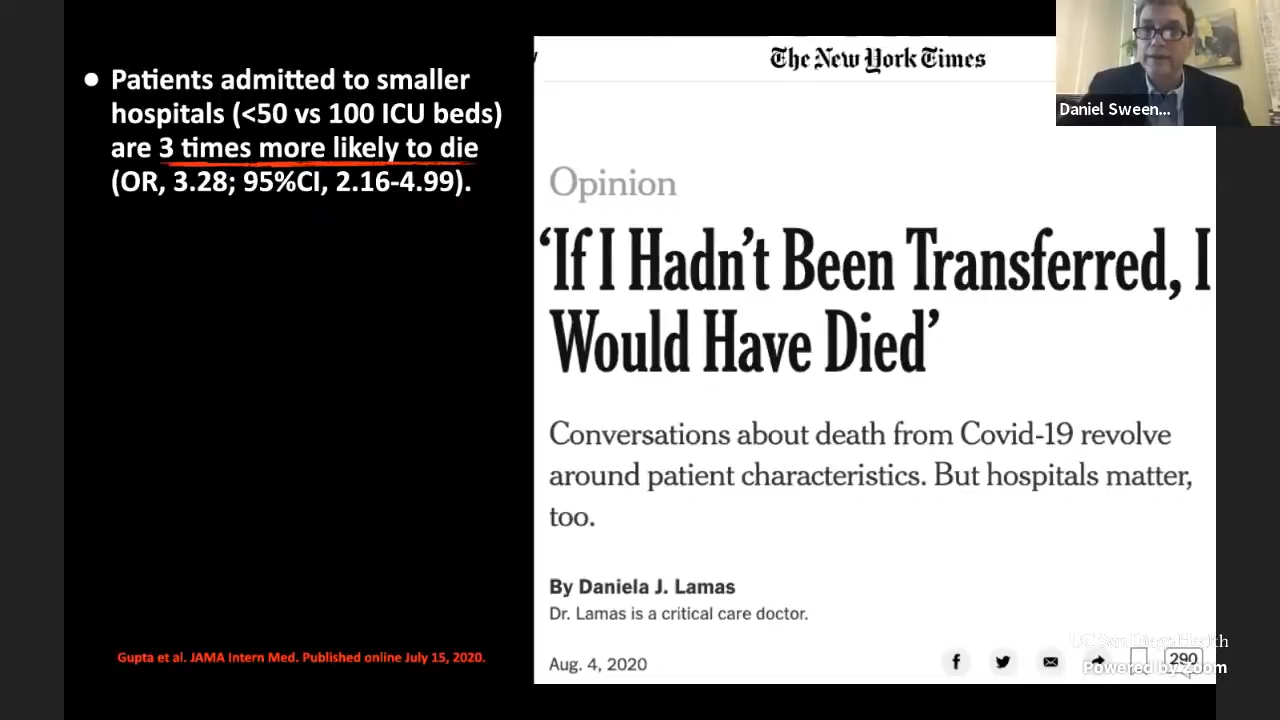 ● Patients admitted to smaller
hospitals (<50 vs 100 ICU beds)
are 3 times more likely to die
(OR, 3.28; 95%CI, 2.16-4.99).
Gupta et al. JAMA Intern Med. Published online July 15, 2020.
The New York Times
Opinion
‘If I Hadn’t Been Transferred, I
Would Have Died’
Conversations about death from Covid-19 revolve
around patient characteristics. But hospitals matter,
too.
By Daniela J. Lamas
Dr. Lamas is a critical care doctor.
Aug. 4, 2020
290
Daniel Sween...
UC San Diego Health
Powered by Zoom